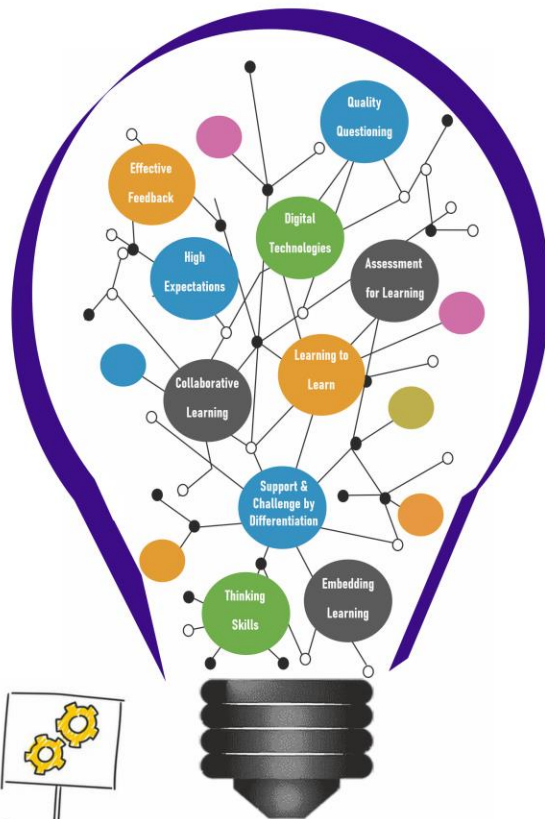 Quality
Questioning
Effective
Feedback
Digital
Technologies
High
Expectations
Assessment
for Learning
Learning to
Learn
Collaborative
Learning
Support &
Challenge by
Differentiation
Thinking
Skills
Embedding
Learning